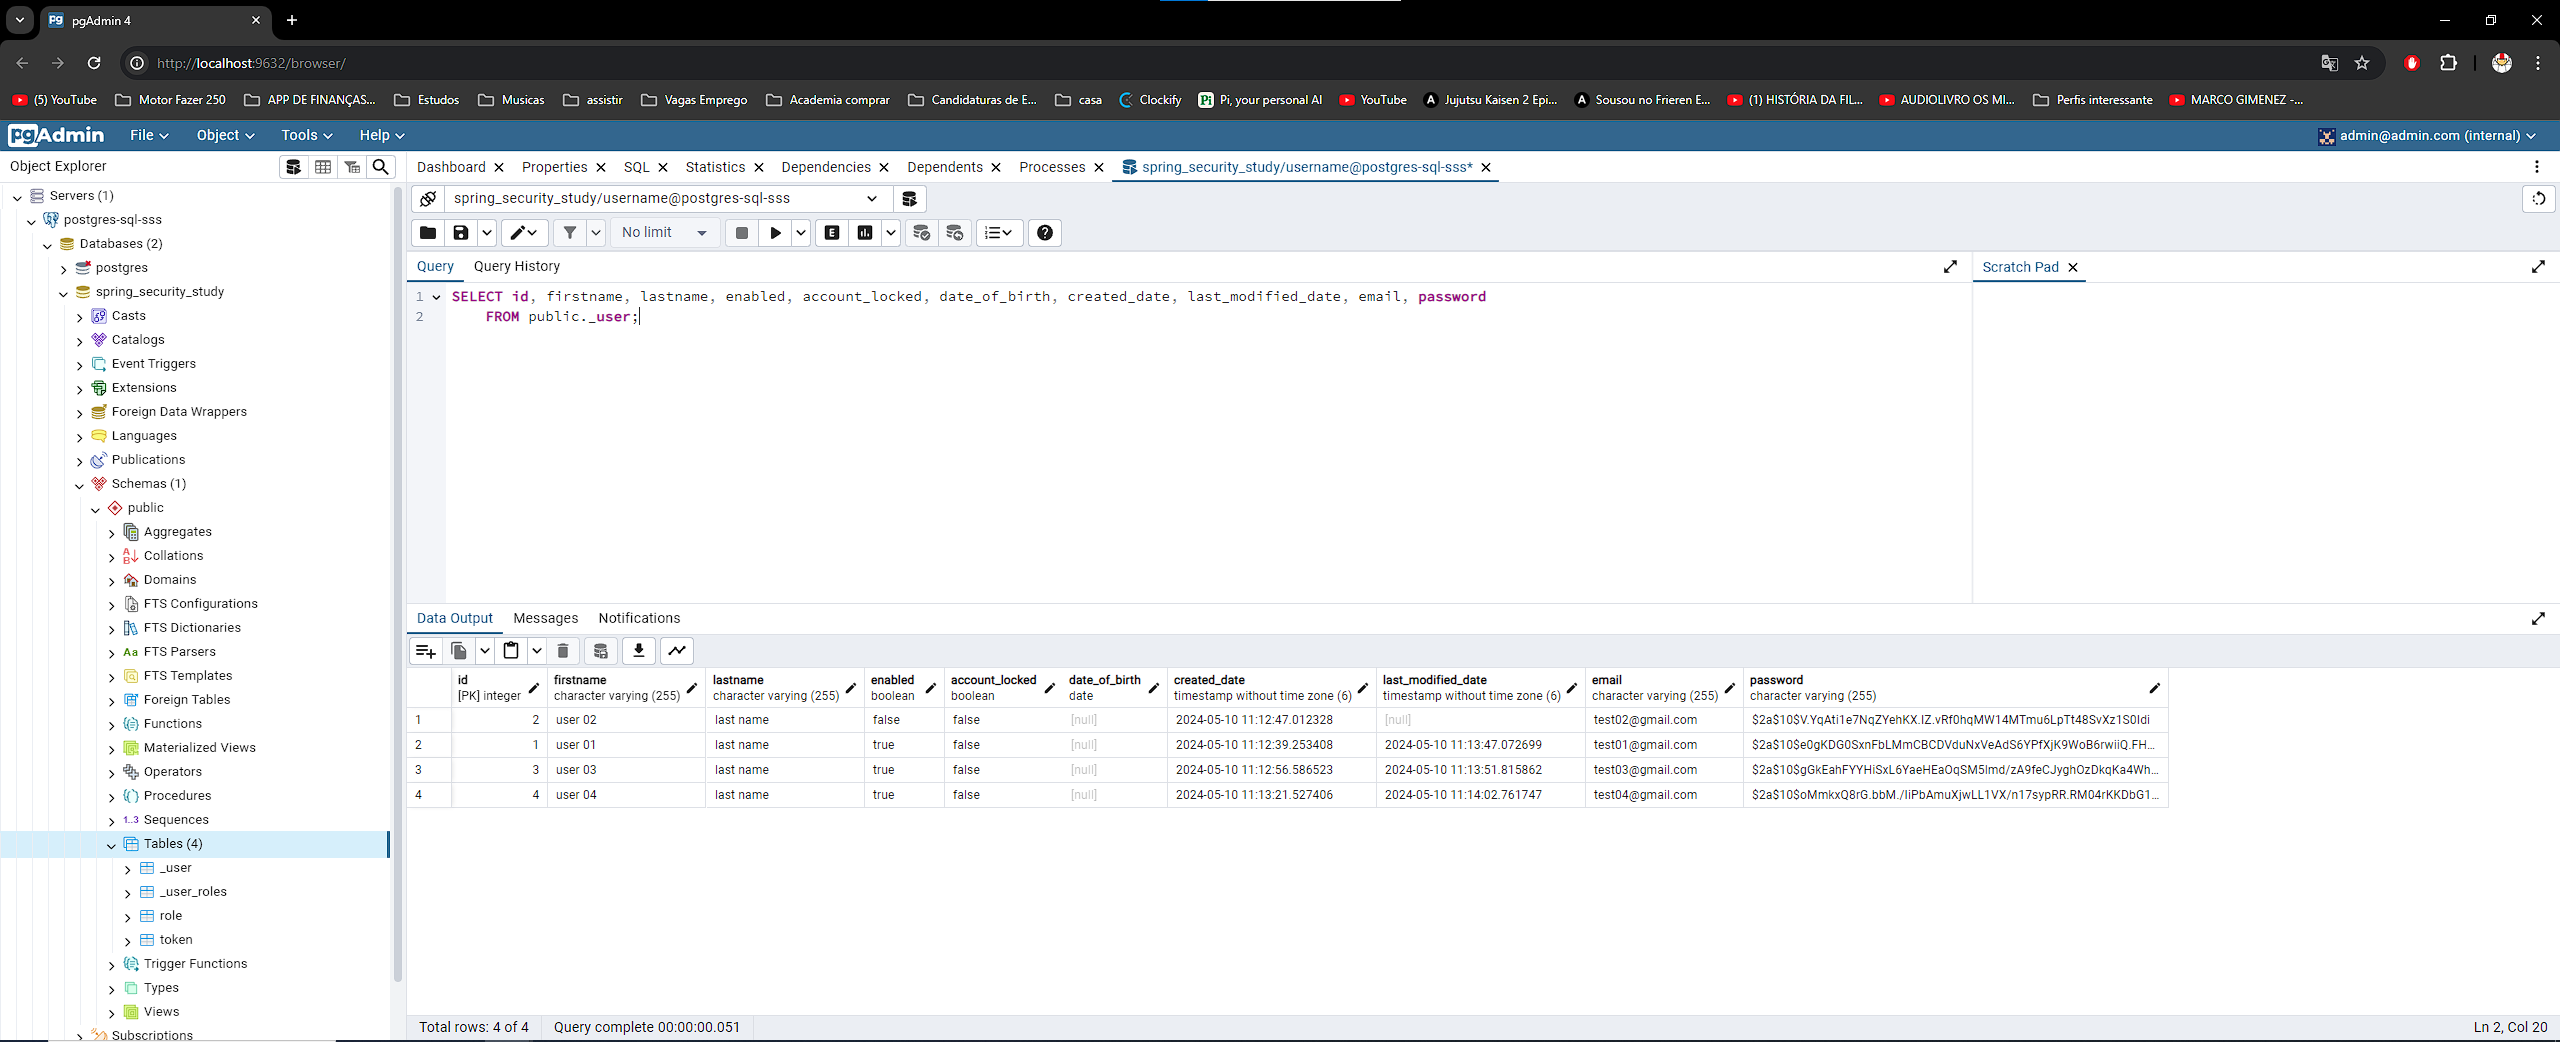 pgAdmin 4
http://localhost:9632/browser/
(5) YouTube Motor Fazer 250 APP DE FINANÇAS... Estudos Musicas assistir Vagas Emprego Academia comprar Candidaturas de E... casa Clockify Pi, your personal AI YouTube Jujutsu Kaisen 2 Epi... Sousou no Frieren E... (1) HISTÓRIA DA FIL... AUDIOLIVRO OS MI... Perfis interessante MARCO GIMENEZ -...
pgAdmin File Object Tools Help admin@admin.com (internal)
Object Explorer
Servers (1)
postgres-sql-sss
Databases (2)
postgres
spring_security_study
Casts
Catalogs
Event Triggers
Extensions
Foreign Data Wrappers
Languages
Publications
Schemas (1)
public
Aggregates
Collations
Domains
FTS Configurations
FTS Dictionaries
Aa FTS Parsers
FTS Templates
Foreign Tables
Functions
Materialized Views
Operators
Procedures
1..3 Sequences
Tables (4)
_user
_user_roles
role
token
Trigger Functions
Types
Views
Subscriptions
Dashboard Properties SQL Statistics Dependencies Dependents Processes spring_security_study/username@postgres-sql-sss*
spring_security_study/username@postgres-sql-sss
No limit E
Query Query History
Scratch Pad
1 SELECT id, firstname, lastname, enabled, account_locked, date_of_birth, created_date, last_modified_date, email, password
2 FROM public._user;
Data Output Messages Notifications
id firstname lastname enabled account_locked date_of_birth created_date last_modified_date email password
[PK] integer character varying (255) character varying (255) boolean boolean date timestamp without time zone (6) timestamp without time zone (6) character varying (255) character varying (255)
1 2 user 02 last name false false [null] 2024-05-10 11:12:47.012328 [null] test02@gmail.com $2a$10$V.YqAti1e7NqZYehKX.IZ.vRf0hqMW14MTmu6LpTt48SvXz1S0Idi
2 1 user 01 last name true false [null] 2024-05-10 11:12:39.253408 2024-05-10 11:13:47.072699 test01@gmail.com $2a$10$e0gKDG0SxnFbLMmCBCDVduNxVeAdS6YPfXjK9WoB6rwiiQ.FH...
3 3 user 03 last name true false [null] 2024-05-10 11:12:56.586523 2024-05-10 11:13:51.815862 test03@gmail.com $2a$10$gGkEahFYYHiSxL6YaeHEaOqSM5lmd/zA9feCJyghOzDkqKa4Wh...
4 4 user 04 last name true false [null] 2024-05-10 11:13:21.527406 2024-05-10 11:14:02.761747 test04@gmail.com $2a$10$oMmkxQ8rG.bbM./IiPbAmuXjwLL1VX/n17sypRR.RM04rKKDbG1...
Total rows: 4 of 4 Query complete 00:00:00.051 Ln 2, Col 20